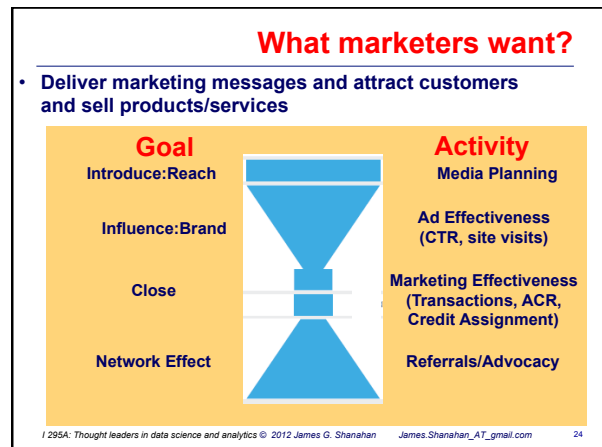 What marketers want?
• Deliver marketing messages and attract customers
and sell products/services
Goal
Activity
Introduce:Reach
Media Planning
Influence:Brand
Ad Effectiveness
(CTR, site visits)
Close
Marketing Effectiveness
(Transactions, ACR,
Credit Assignment)
Network Effect
Referrals/Advocacy
I 295A: Thought leaders in data science and analytics © 2012 James G. Shanahan James.Shanahan_AT_gmail.com 24